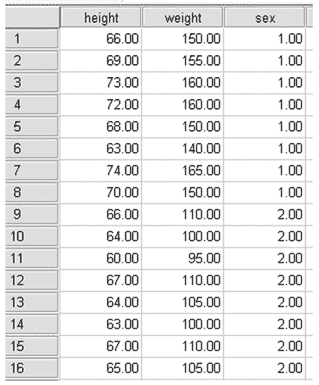 height weight sex
1 66.00 150.00 1.00
2 69.00 155.00 1.00
3 73.00 160.00 1.00
4 72.00 160.00 1.00
5 68.00 150.00 1.00
6 63.00 140.00 1.00
7 74.00 165.00 1.00
8 70.00 150.00 1.00
9 66.00 110.00 2.00
10 64.00 100.00 2.00
11 60.00 95.00 2.00
12 67.00 110.00 2.00
13 64.00 105.00 2.00
14 63.00 100.00 2.00
15 67.00 110.00 2.00
16 65.00 105.00 2.00